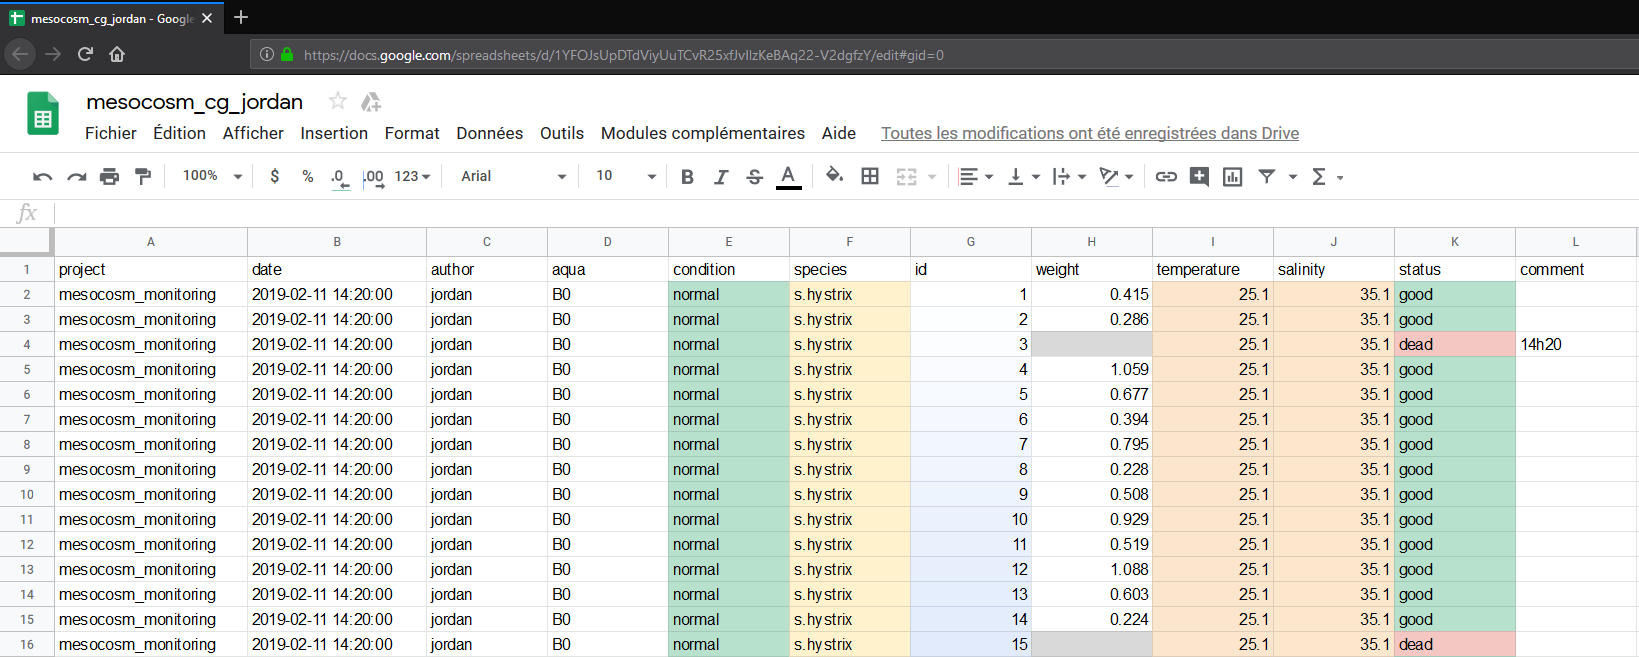 mesocosm_cg_jordan - Google
https://docs.google.com/spreadsheets/d/1YFOJsUpDTdViyUuTCvR25xfJvIIzKeBAq22-V2dgfzY/edit#gid=0
mesocosm_cg_jordan
Fichier Édition Afficher Insertion Format Données Outils Modules complémentaires Aide Toutes les modifications ont été enregistrées dans Drive
100% $ % .0 .00 123 Arial 10 B I S A Σ
fx
A B C D E F G H I J K L
1 project date author aqua condition species id weight temperature salinity status comment
2 mesocosm_monitoring 2019-02-11 14:20:00 jordan B0 normal s.hystrix 1 0.415 25.1 35.1 good
3 mesocosm_monitoring 2019-02-11 14:20:00 jordan B0 normal s.hystrix 2 0.286 25.1 35.1 good
4 mesocosm_monitoring 2019-02-11 14:20:00 jordan B0 normal s.hystrix 3 25.1 35.1 dead 14h20
5 mesocosm_monitoring 2019-02-11 14:20:00 jordan B0 normal s.hystrix 4 1.059 25.1 35.1 good
6 mesocosm_monitoring 2019-02-11 14:20:00 jordan B0 normal s.hystrix 5 0.677 25.1 35.1 good
7 mesocosm_monitoring 2019-02-11 14:20:00 jordan B0 normal s.hystrix 6 0.394 25.1 35.1 good
8 mesocosm_monitoring 2019-02-11 14:20:00 jordan B0 normal s.hystrix 7 0.795 25.1 35.1 good
9 mesocosm_monitoring 2019-02-11 14:20:00 jordan B0 normal s.hystrix 8 0.228 25.1 35.1 good
10 mesocosm_monitoring 2019-02-11 14:20:00 jordan B0 normal s.hystrix 9 0.508 25.1 35.1 good
11 mesocosm_monitoring 2019-02-11 14:20:00 jordan B0 normal s.hystrix 10 0.929 25.1 35.1 good
12 mesocosm_monitoring 2019-02-11 14:20:00 jordan B0 normal s.hystrix 11 0.519 25.1 35.1 good
13 mesocosm_monitoring 2019-02-11 14:20:00 jordan B0 normal s.hystrix 12 1.088 25.1 35.1 good
14 mesocosm_monitoring 2019-02-11 14:20:00 jordan B0 normal s.hystrix 13 0.603 25.1 35.1 good
15 mesocosm_monitoring 2019-02-11 14:20:00 jordan B0 normal s.hystrix 14 0.224 25.1 35.1 good
16 mesocosm_monitoring 2019-02-11 14:20:00 jordan B0 normal s.hystrix 15 25.1 35.1 dead